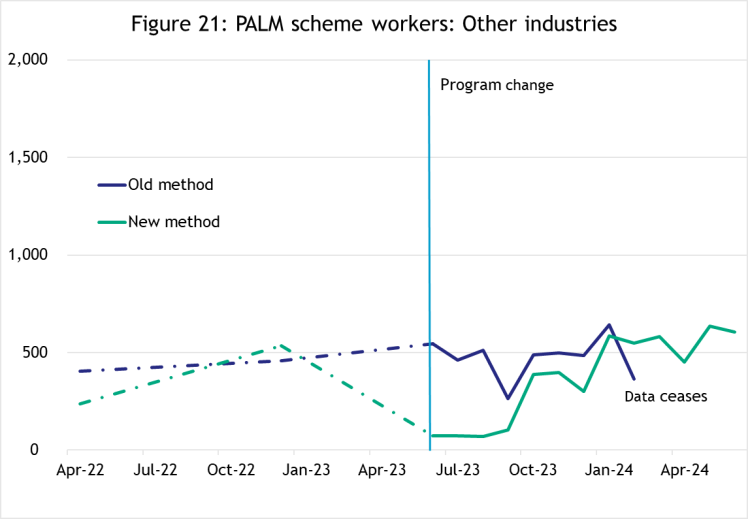 Figure 21: PALM scheme workers: Other industries
2,000
Program change
1,500
Old method
New method
1,000
500
Data ceases
0
Apr-22 Jul-22 Oct-22 Jan-23 Apr-23 Jul-23 Oct-23 Jan-24 Apr-24